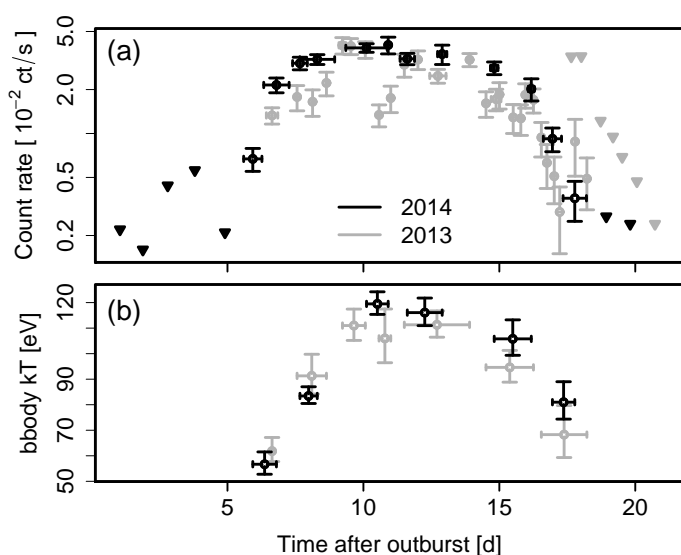 (a)
Count rate [ 10⁻² ct/s ]
5.0
2.0
0.5
0.2
2014
2013
(b)
bbody kT [eV]
120
90
70
50
5 10 15 20
Time after outburst [d]